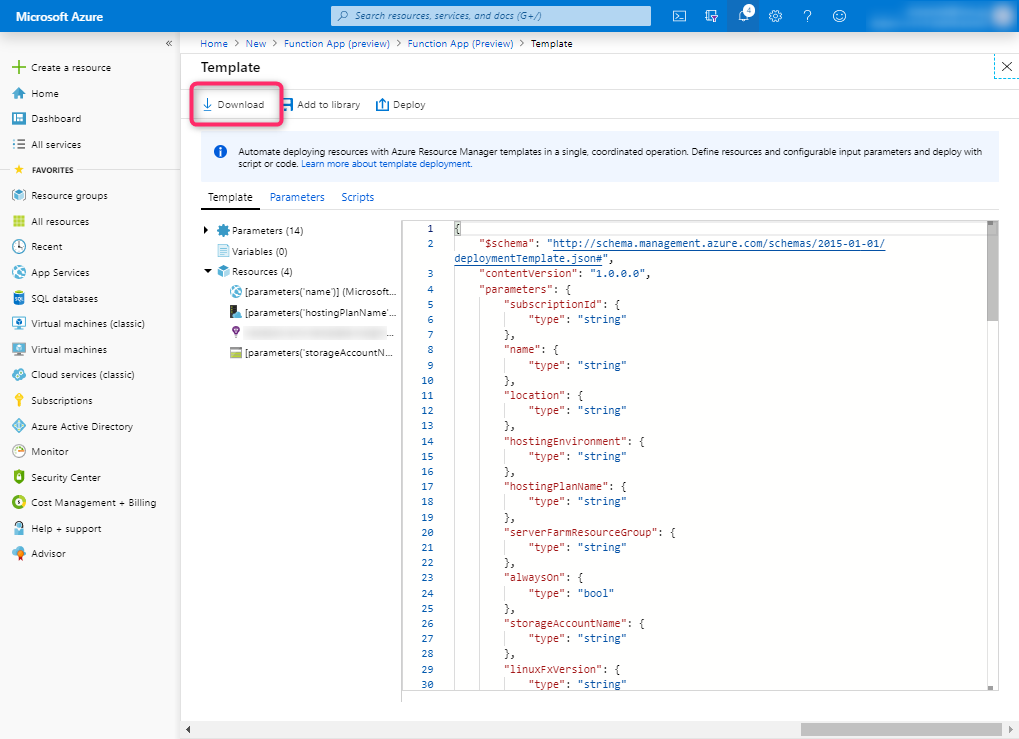 Microsoft Azure
Search resources, services, and docs (G+/)
4
?
«
Create a resource
Home
Dashboard
All services
FAVORITES
Resource groups
All resources
Recent
App Services
SQL databases
Virtual machines (classic)
Virtual machines
Cloud services (classic)
Subscriptions
Azure Active Directory
Monitor
Security Center
Cost Management + Billing
Help + support
Advisor
Home > New > Function App (preview) > Function App (Preview) > Template
Template
Download Add to library Deploy
Automate deploying resources with Azure Resource Manager templates in a single, coordinated operation. Define resources and configurable input parameters and deploy with
script or code. Learn more about template deployment.
Template Parameters Scripts
Parameters (14)
Variables (0)
Resources (4)
[parameters('name')] (Microsoft...
[parameters('hostingPlanName'...
...
[parameters('storageAccountN...
1 {
2 "$schema": "http://schema.management.azure.com/schemas/2015-01-01/
deploymentTemplate.json#",
3 "contentVersion": "1.0.0.0",
4 "parameters": {
5 "subscriptionId": {
6 "type": "string"
7 },
8 "name": {
9 "type": "string"
10 },
11 "location": {
12 "type": "string"
13 },
14 "hostingEnvironment": {
15 "type": "string"
16 },
17 "hostingPlanName": {
18 "type": "string"
19 },
20 "serverFarmResourceGroup": {
21 "type": "string"
22 },
23 "alwaysOn": {
24 "type": "bool"
25 },
26 "storageAccountName": {
27 "type": "string"
28 },
29 "linuxFxVersion": {
30 "type": "string"